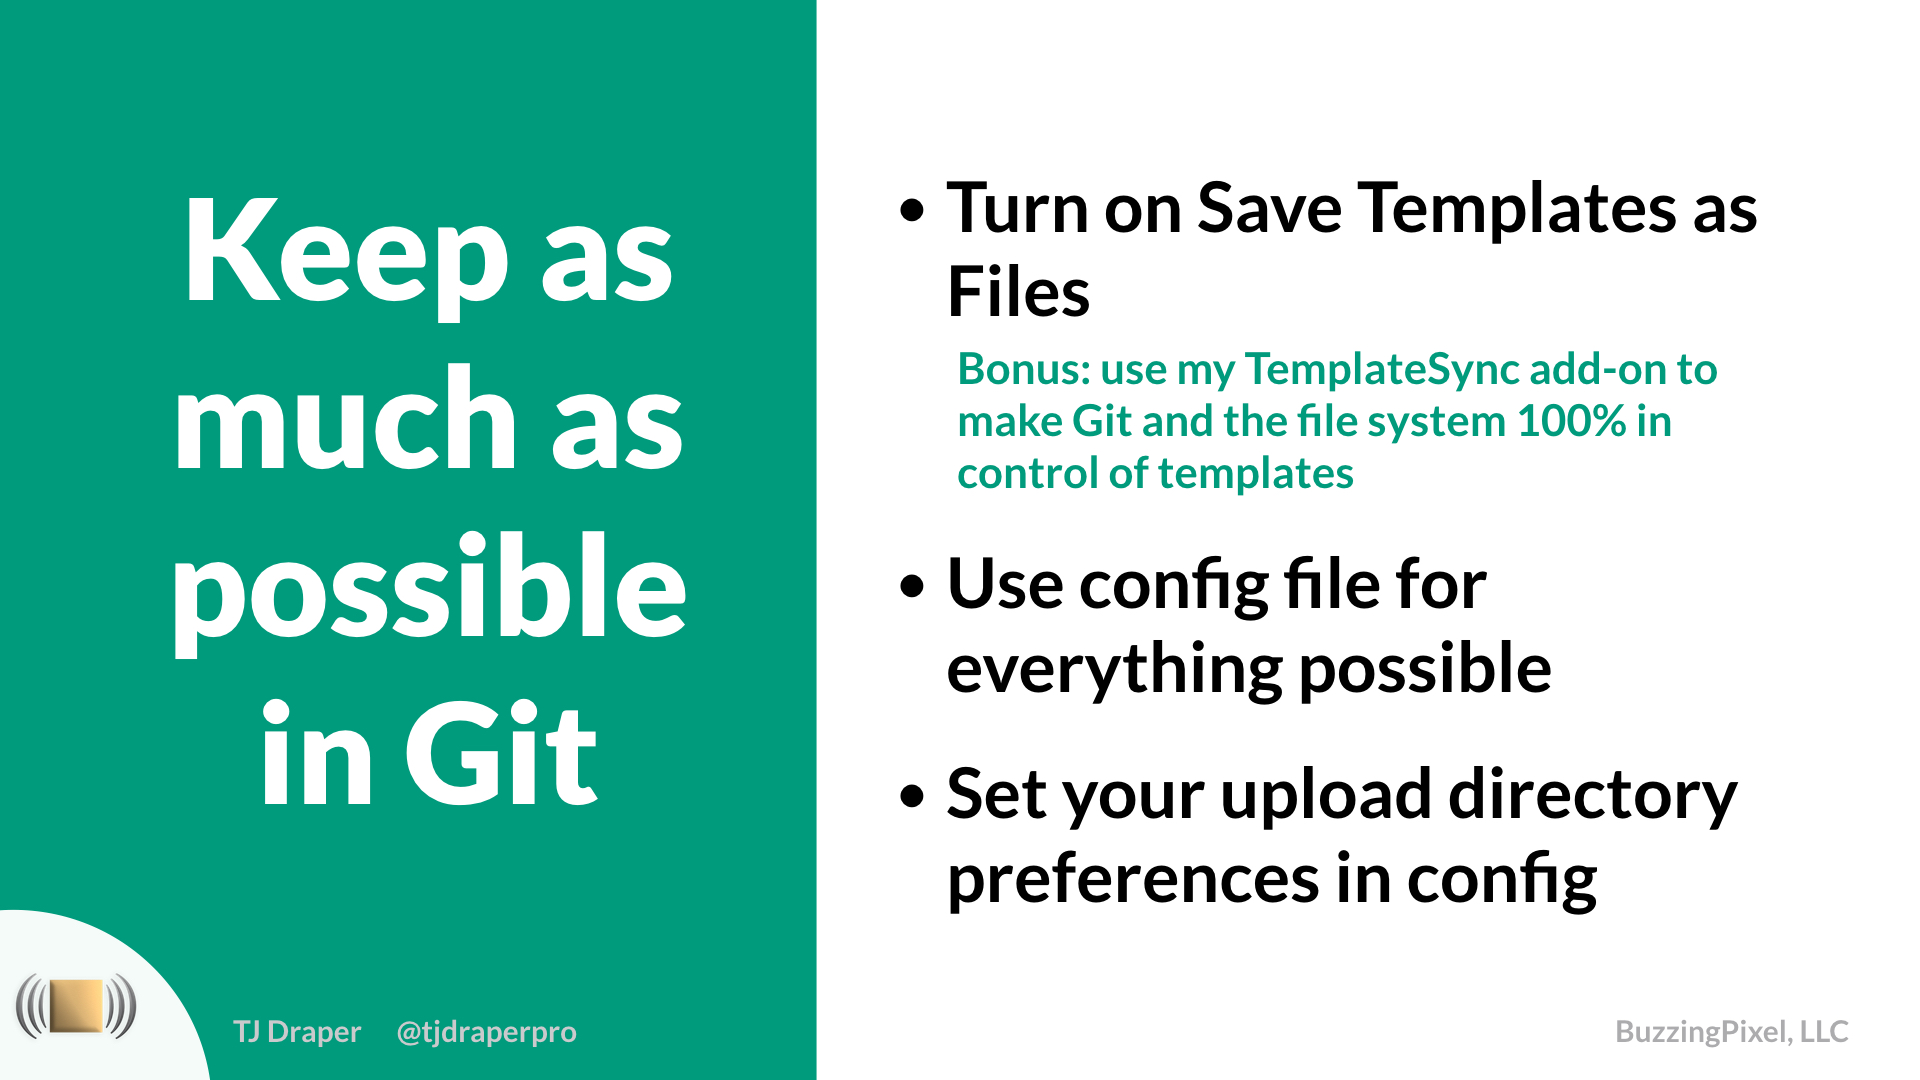 Keep as
much as
possible
in Git
• Turn on Save Templates as
Files
Bonus: use my TemplateSync add-on to
make Git and the file system 100% in
control of templates
• Use config file for
everything possible
• Set your upload directory
preferences in config
TJ Draper @tjdraperpro
BuzzingPixel, LLC